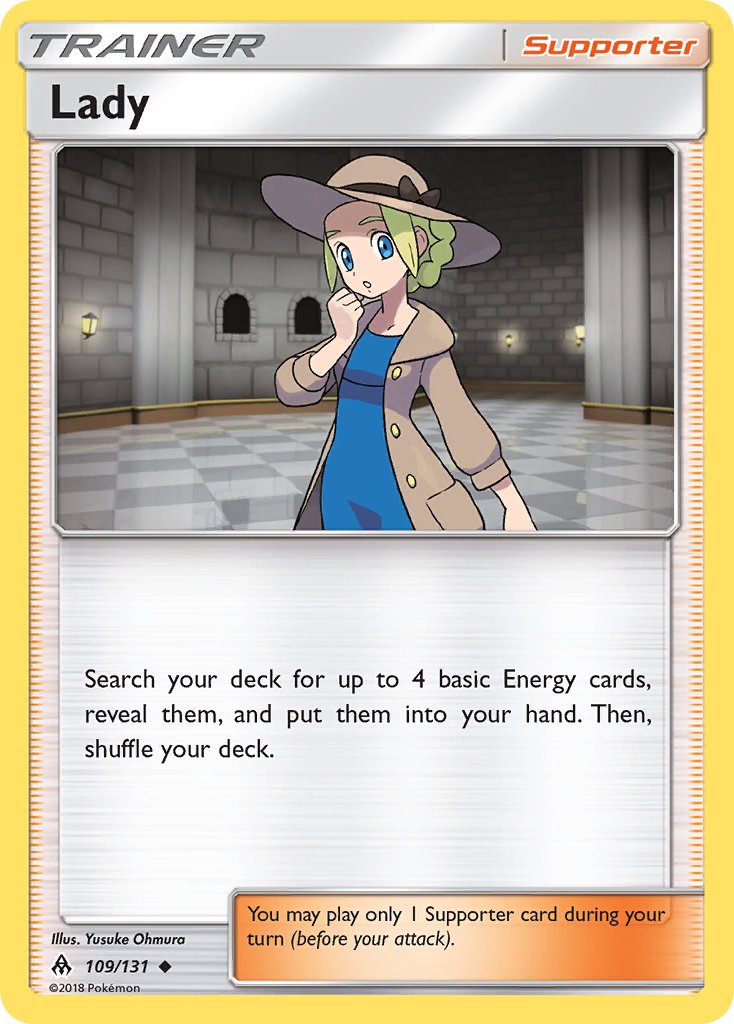 TRAINER
Supporter
Lady
Search your deck for up to 4 basic Energy cards,
reveal them, and put them into your hand. Then,
shuffle your deck.
You may play only 1 Supporter card during your
turn (before your attack).
Illus. Yusuke Ohmura
109/131 ◆
©2018 Pokémon